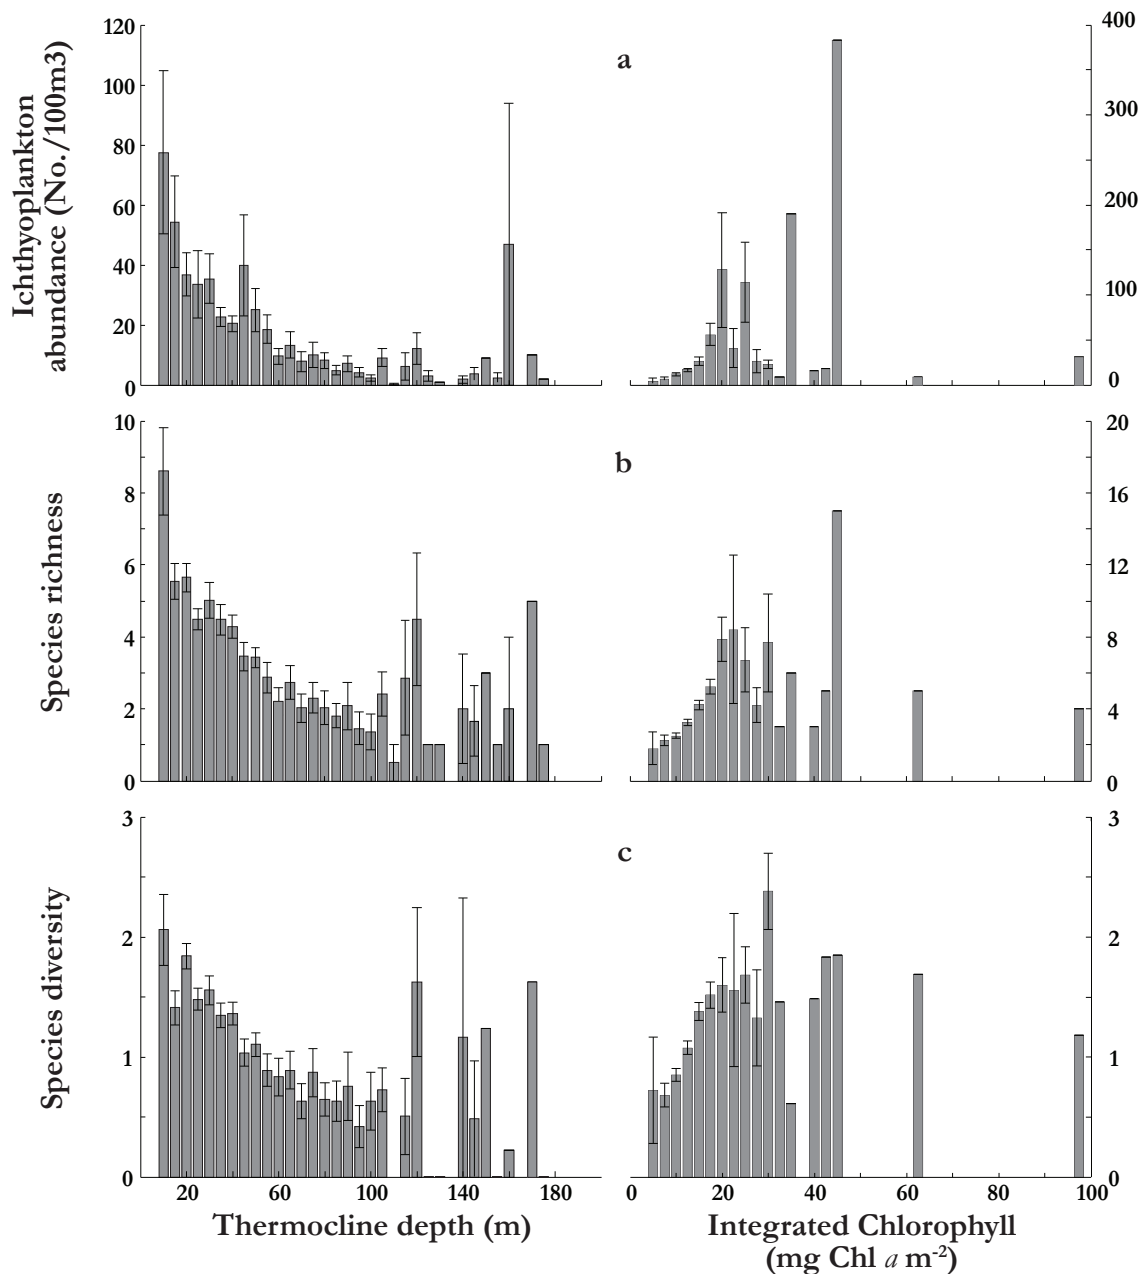 120
100
80
60
40
20
0
Ichthyoplankton
abundance (No./100m3)
a
400
300
200
100
0
10
8
6
4
2
0
Species richness
b
20
16
12
8
4
0
3
2
1
0
Species diversity
c
3
2
1
0
20 60 100 140 180
0 20 40 60 80 100
Thermocline depth (m)
Integrated Chlorophyll
(mg Chl a m-2)